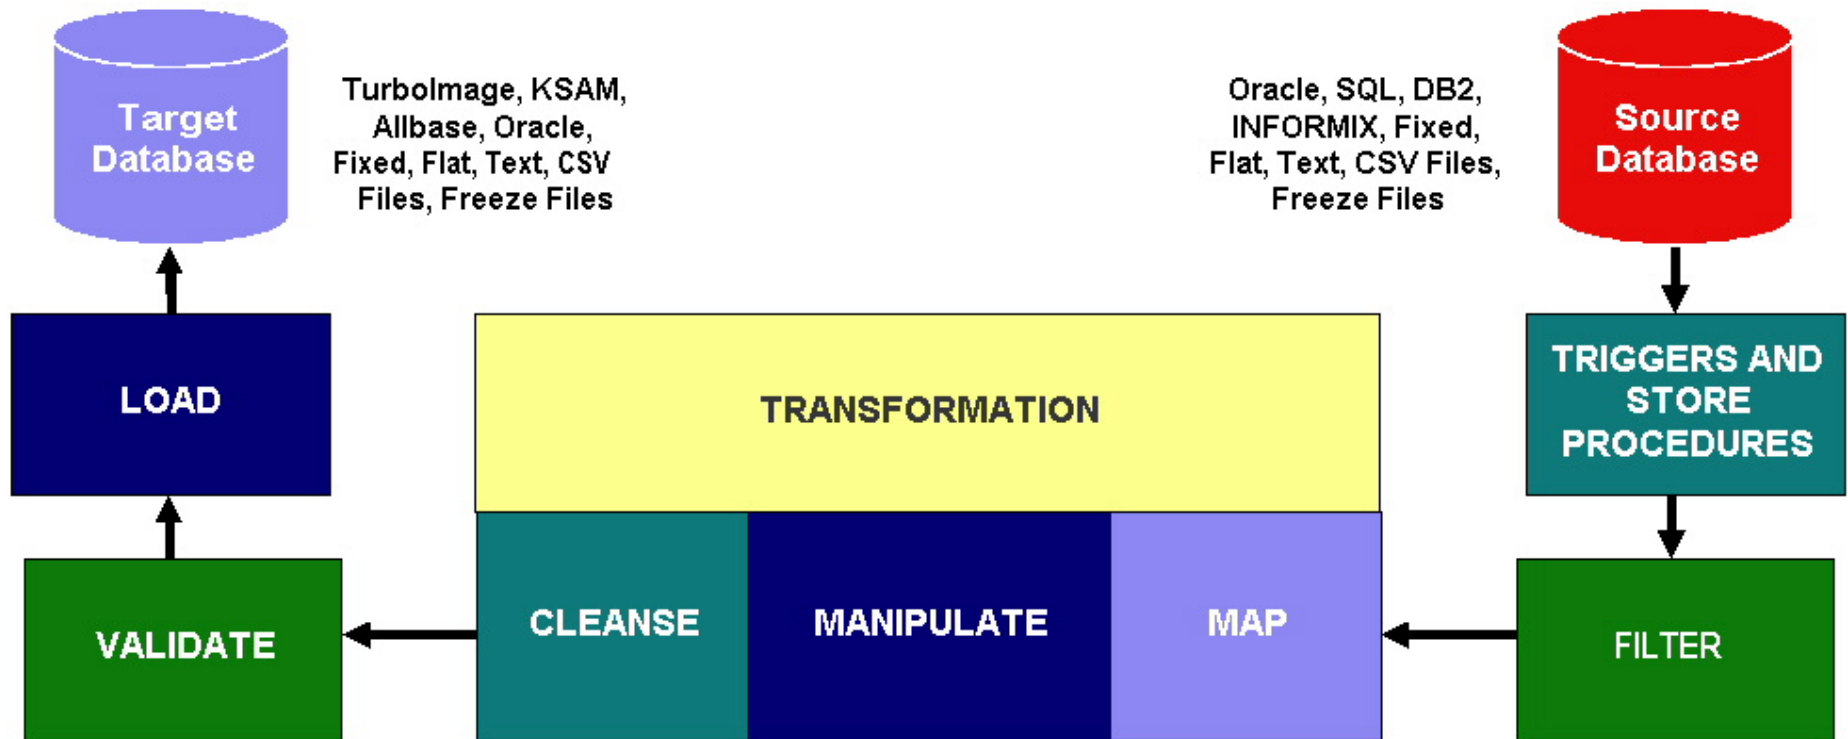 Target
Database
TurboImage, KSAM,
Allbase, Oracle,
Fixed, Flat, Text, CSV
Files, Freeze Files
Oracle, SQL, DB2,
INFORMIX, Fixed,
Flat, Text, CSV Files,
Freeze Files
Source
Database
LOAD
TRANSFORMATION
TRIGGERS AND
STORE
PROCEDURES
VALIDATE
CLEANSE
MANIPULATE
MAP
FILTER